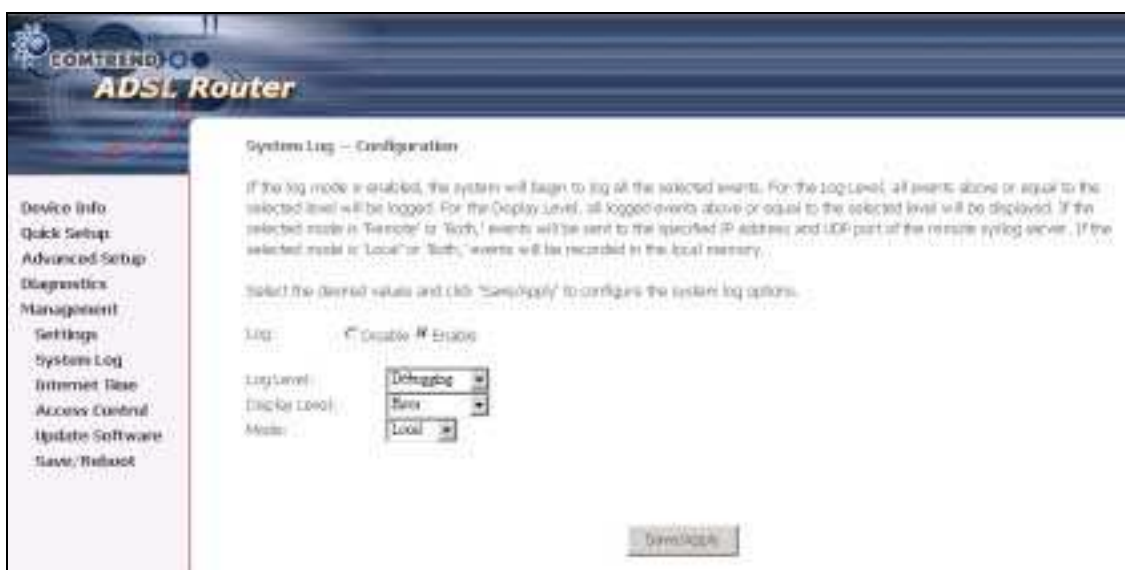 COMTREND
ADSL Router
Device Info
Quick Setup
Advanced Setup
Diagnostics
Management
Settings
System Log
Internet Time
Access Control
Update Software
Save/Reboot
System Log -- Configuration
If the log mode is enabled, the system will begin to log all the selected events. For the Log Level, all events above or equal to the
selected level will be logged. For the Display Level, all logged events above or equal to the selected level will be displayed. If the
selected mode is 'Remote' or 'Both,' events will be sent to the specified IP address and UDP port of the remote syslog server. If the
selected mode is 'Local' or 'Both,' events will be recorded in the local memory.
Select the desired values and click 'Save/Apply' to configure the system log options.
Log: Disable Enable
Log Level: Debugging
Display Level: Error
Mode: Local
Save/Apply